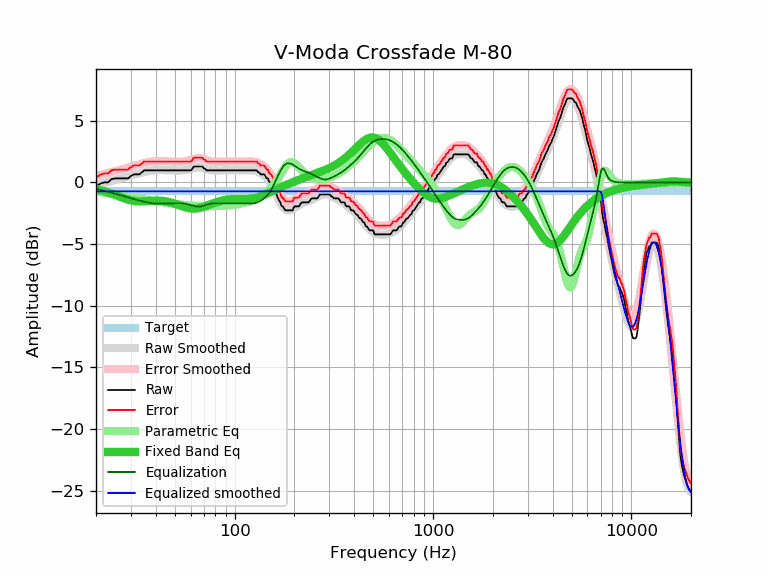 V-Moda Crossfade M-80
Amplitude (dBr)
5
0
−5
−10
−15
−20
−25
Target
Raw Smoothed
Error Smoothed
Raw
Error
Parametric Eq
Fixed Band Eq
Equalization
Equalized smoothed
100
1000
10000
Frequency (Hz)